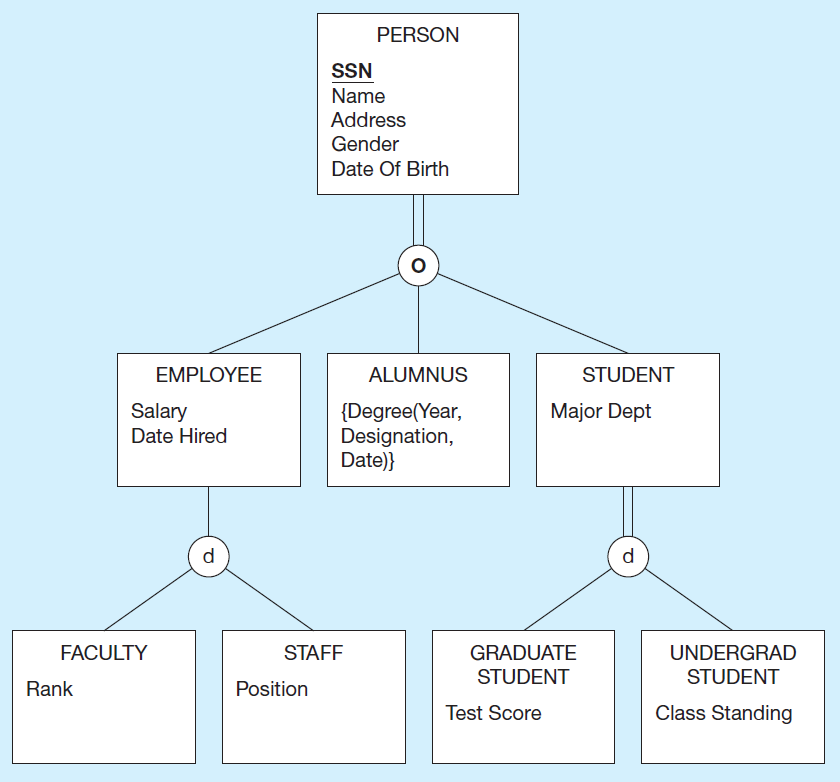 PERSON
SSN
Name
Address
Gender
Date Of Birth
O
EMPLOYEE
Salary
Date Hired
ALUMNUS
{Degree(Year,
Designation,
Date)}
STUDENT
Major Dept
d
d
FACULTY
Rank
STAFF
Position
GRADUATE
STUDENT
Test Score
UNDERGRAD
STUDENT
Class Standing